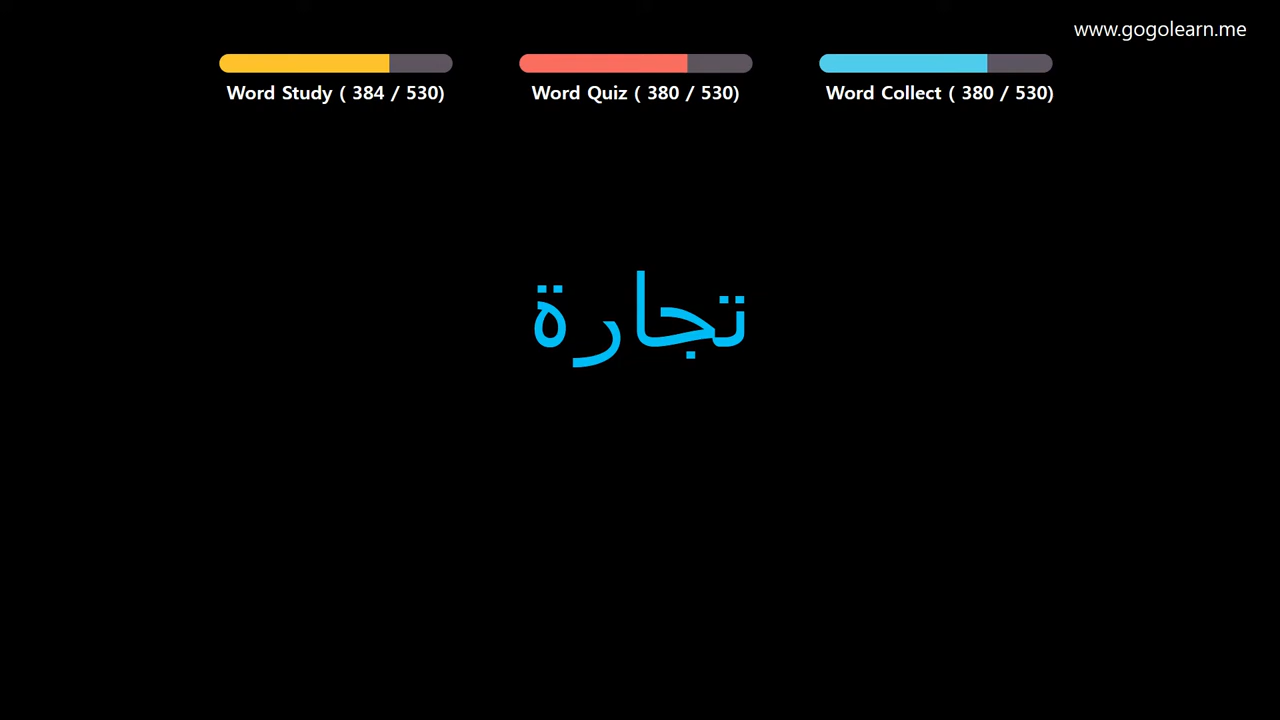 www.gogolearn.me
Word Study ( 384 / 530)
Word Quiz ( 380 / 530)
Word Collect ( 380 / 530)
تجارة